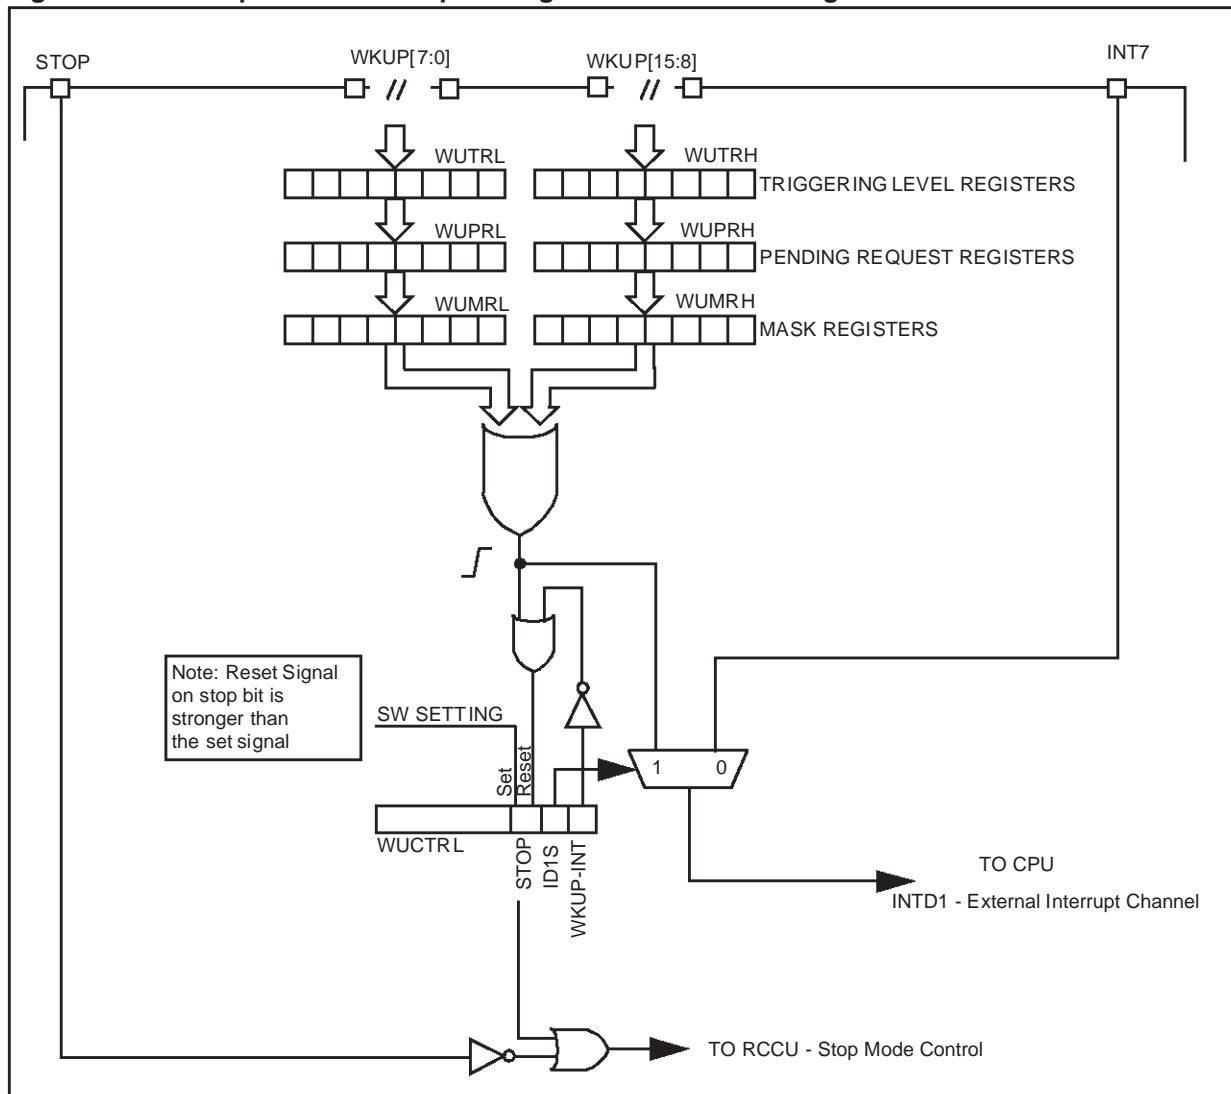 STOP
WKUP[7:0]
WKUP[15:8]
INT7
WUTRL
WUTRH
TRIGGERING LEVEL REGISTERS
WUPRL
WUPRH
PENDING REQUEST REGISTERS
WUMRL
WUMRH
MASK REGISTERS
Note: Reset Signal
on stop bit is
stronger than
the set signal
SW SETTING
Set
Reset
1
0
WUCTRL
STOP
ID1S
WKUP-INT
TO CPU
INTD1 - External Interrupt Channel
TO RCCU - Stop Mode Control